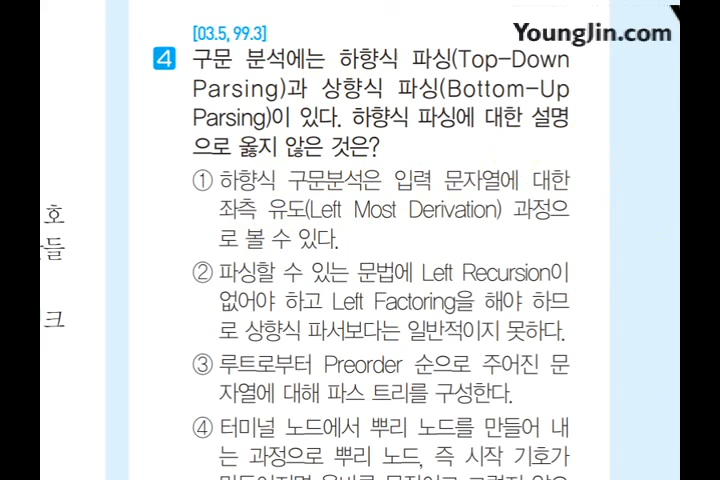 YoungJin.com
[03.5, 99.3]
4 구문 분석에는 하향식 파싱(Top-Down
Parsing)과 상향식 파싱(Bottom-Up
Parsing)이 있다. 하향식 파싱에 대한 설명
으로 옳지 않은 것은?
① 하향식 구문분석은 입력 문자열에 대한
좌측 유도(Left Most Derivation) 과정으
로 볼 수 있다.
② 파싱할 수 있는 문법에 Left Recursion이
없어야 하고 Left Factoring을 해야 하므
로 상향식 파서보다는 일반적이지 못하다.
③ 루트로부터 Preorder 순으로 주어진 문
자열에 대해 파스 트리를 구성한다.
④ 터미널 노드에서 뿌리 노드를 만들어 내
는 과정으로 뿌리 노드, 즉 시작 기호가
호
들
크